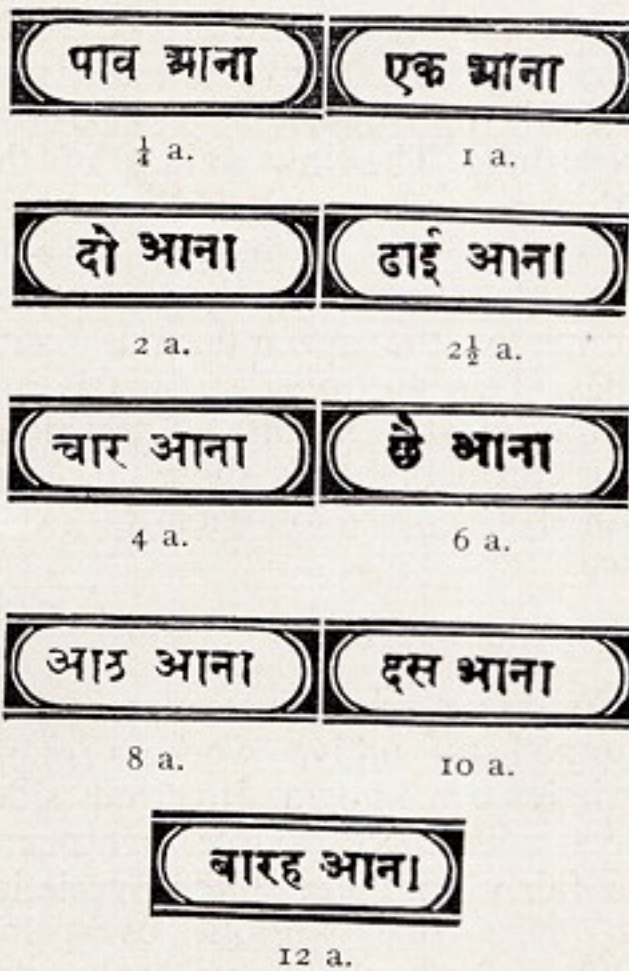 पाव आना एक आना
¼ a. 1 a.
दो आना ढाई आना
2 a. 2½ a.
चार आना छै आना
4 a. 6 a.
आठ आना दस आना
8 a. 10 a.
बारह आना
12 a.